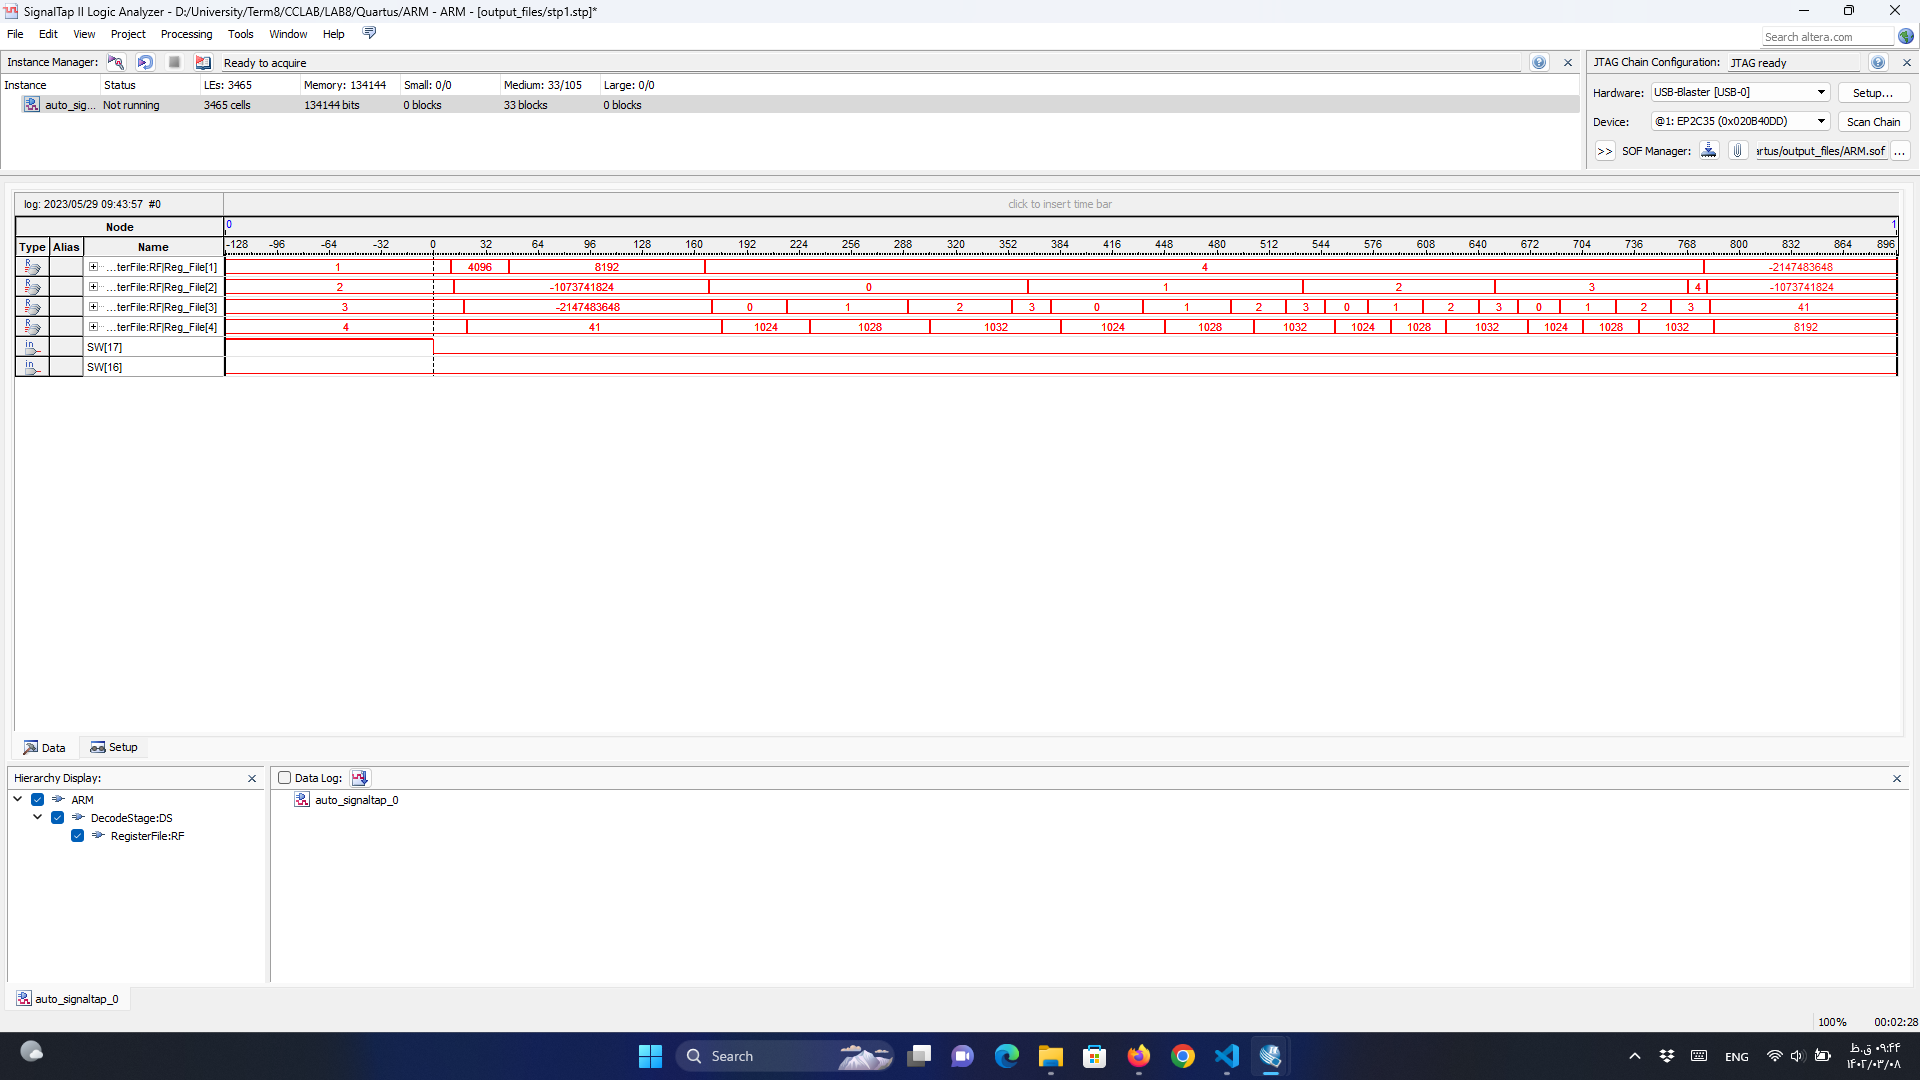 SignalTap II Logic Analyzer - D:/University/Term8/CCLAB/LAB8/Quartus/ARM - ARM - [output_files/stp1.stp]*
File Edit View Project Processing Tools Window Help
Search altera.com
Instance Manager: Ready to acquire
Instance Status LEs: 3465 Memory: 134144 Small: 0/0 Medium: 33/105 Large: 0/0
auto_sig... Not running 3465 cells 134144 bits 0 blocks 33 blocks 0 blocks
JTAG Chain Configuration: JTAG ready
Hardware: USB-Blaster [USB-0] Setup...
Device: @1: EP2C35 (0x020B40DD) Scan Chain
>> SOF Manager: artus/output_files/ARM.sof ...
log: 2023/05/29 09:43:57 #0 click to insert time bar
Node 0 1
Type Alias Name -128 -96 -64 -32 0 32 64 96 128 160 192 224 256 288 320 352 384 416 448 480 512 544 576 608 640 672 704 736 768 800 832 864 896
...terFile:RF|Reg_File[1] 1 4096 8192 4 -2147483648
...terFile:RF|Reg_File[2] 2 -1073741824 0 1 2 3 4 -1073741824
...terFile:RF|Reg_File[3] 3 -2147483648 0 1 2 3 0 1 2 3 0 1 2 3 0 1 2 3 41
...terFile:RF|Reg_File[4] 4 41 1024 1028 1032 1024 1028 1032 1024 1028 1032 1024 1028 1032 8192
in SW[17]
in SW[16]
Data Setup
Hierarchy Display:
ARM
DecodeStage:DS
RegisterFile:RF
Data Log:
auto_signaltap_0
auto_signaltap_0
100% 00:02:28
Search
ENG
۰۹:۴۴ ق.ظ
۱۴۰۲/۰۳/۰۸